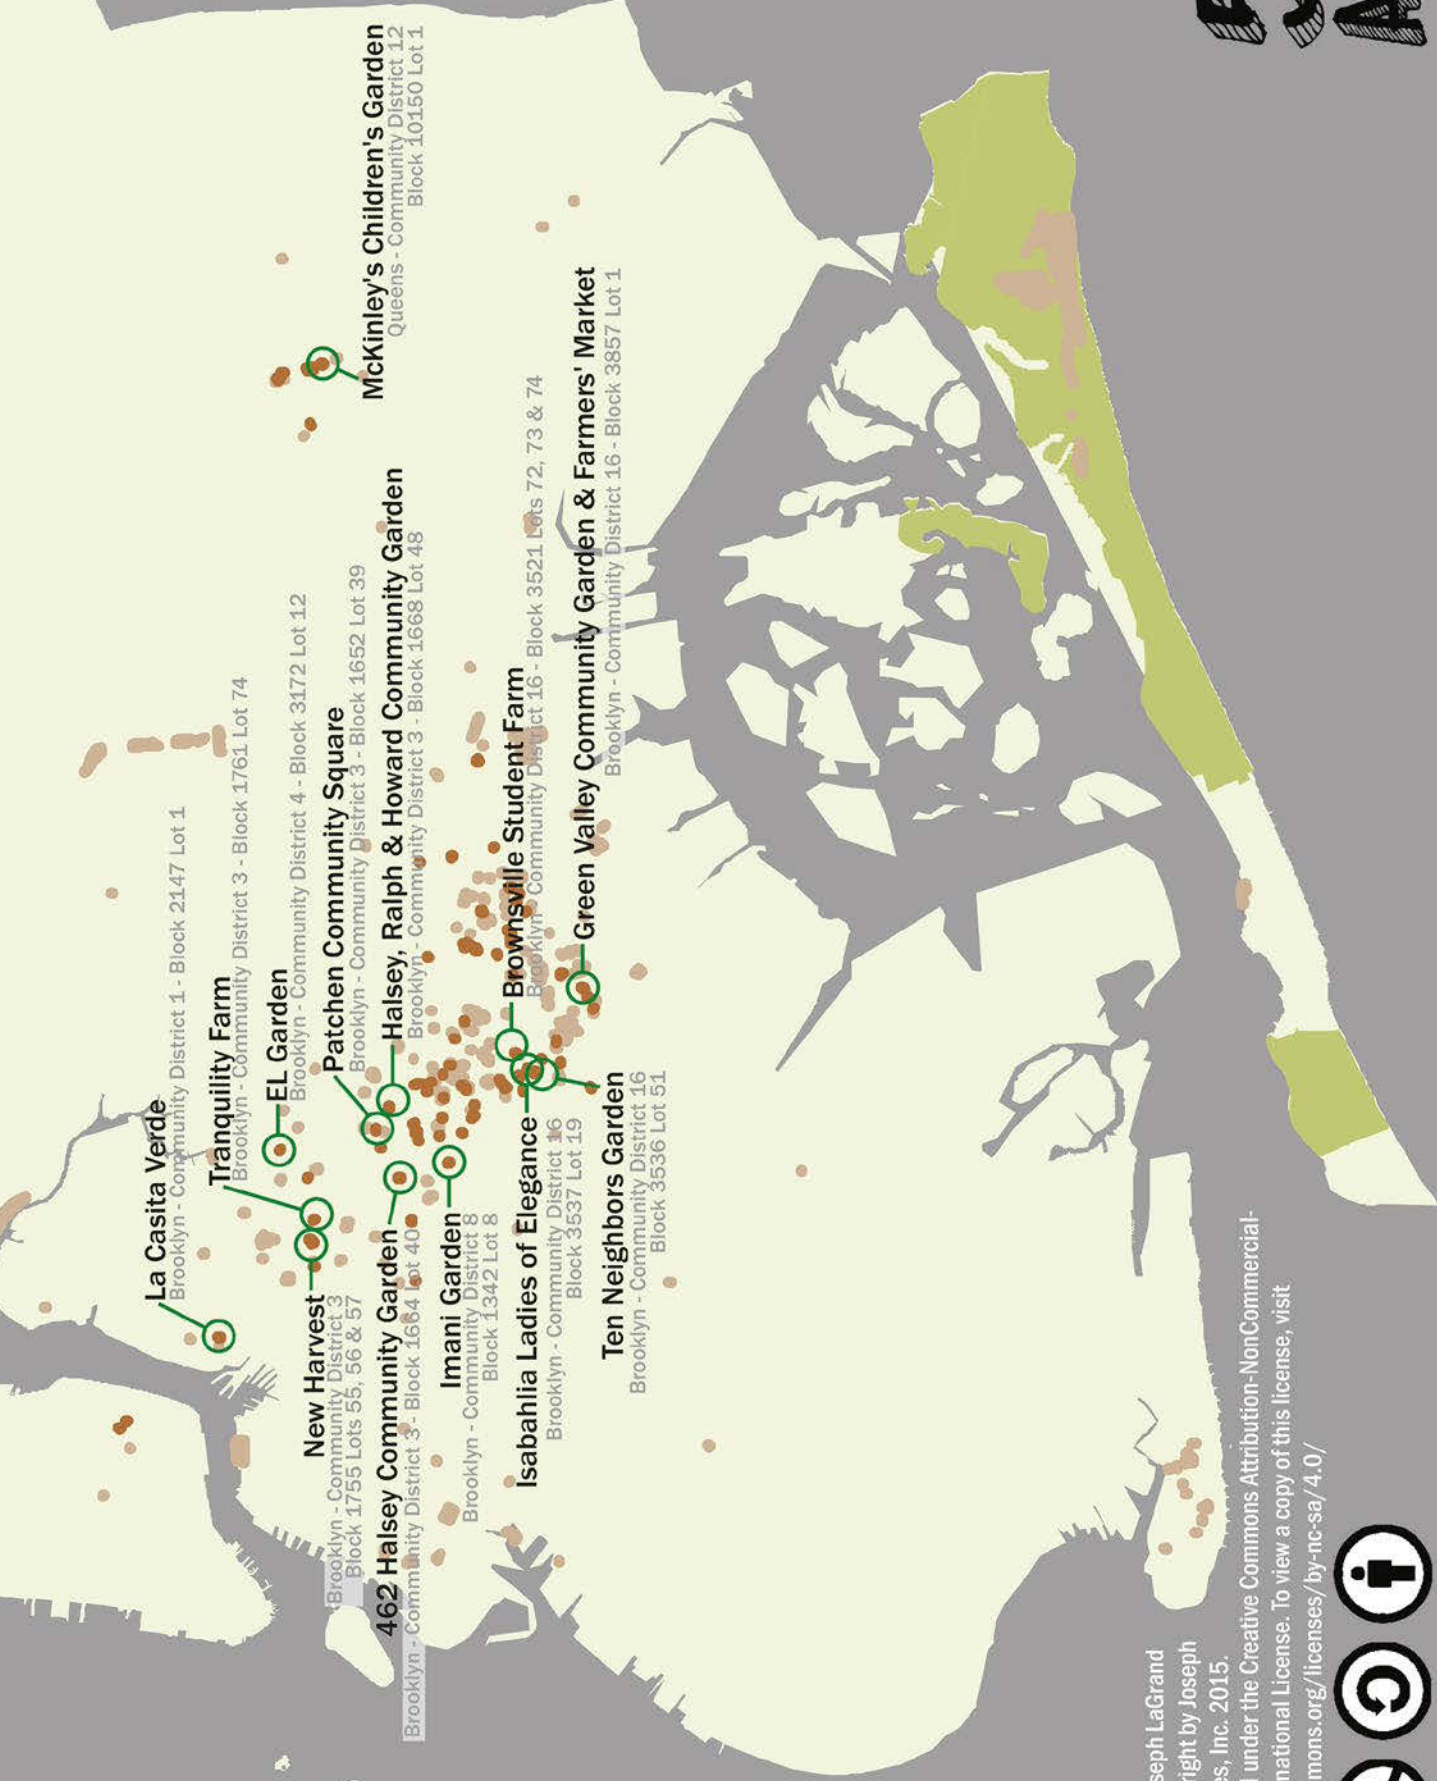 McKinley's Children's Garden
Queens - Community District 12
Block 10150 Lot 1
La Casita Verde
Brooklyn - Community District 1 - Block 2147 Lot 1
Tranquility Farm
Brooklyn - Community District 3 - Block 1761 Lot 74
EL Garden
Brooklyn - Community District 4 - Block 3172 Lot 12
Patchen Community Square
Brooklyn - Community District 3 - Block 1652 Lot 39
Halsey, Ralph & Howard Community Garden
Brooklyn - Community District 3 - Block 1668 Lot 48
Brownsville Student Farm
Brooklyn - Community District 16 - Block 3521 Lots 72, 73 & 74
Green Valley Community Garden & Farmers' Market
Brooklyn - Community District 16 - Block 3857 Lot 1
New Harvest
Brooklyn - Community District 3
Block 1755 Lots 55, 56 & 57
462 Halsey Community Garden
Brooklyn - Community District 3 - Block 1664 Lot 40
Imani Garden
Brooklyn - Community District 8
Block 1342 Lot 8
Isabahlia Ladies of Elegance
Brooklyn - Community District 16
Block 3537 Lot 19
Ten Neighbors Garden
Brooklyn - Community District 16
Block 3536 Lot 51
seph LaGrand
right by Joseph
es, Inc. 2015.
under the Creative Commons Attribution-NonCommercial-
national License. To view a copy of this license, visit
mons.org/licenses/by-nc-sa/4.0/